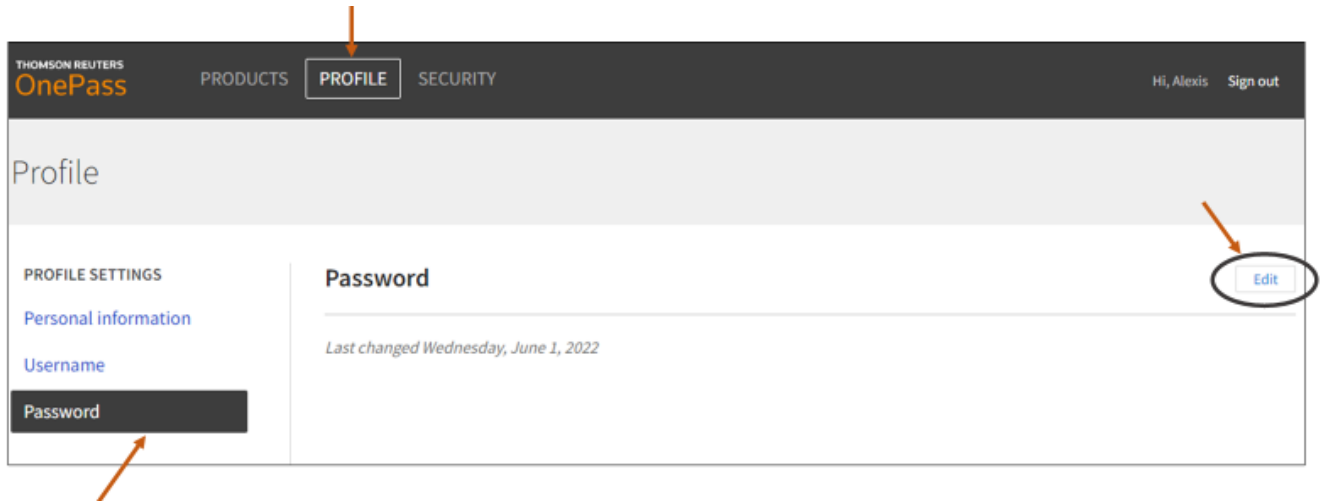 THOMSON REUTERS
OnePass
PRODUCTS PROFILE SECURITY
Hi, Alexis Sign out
Profile
PROFILE SETTINGS
Personal information
Username
Password
Password
Edit
Last changed Wednesday, June 1, 2022